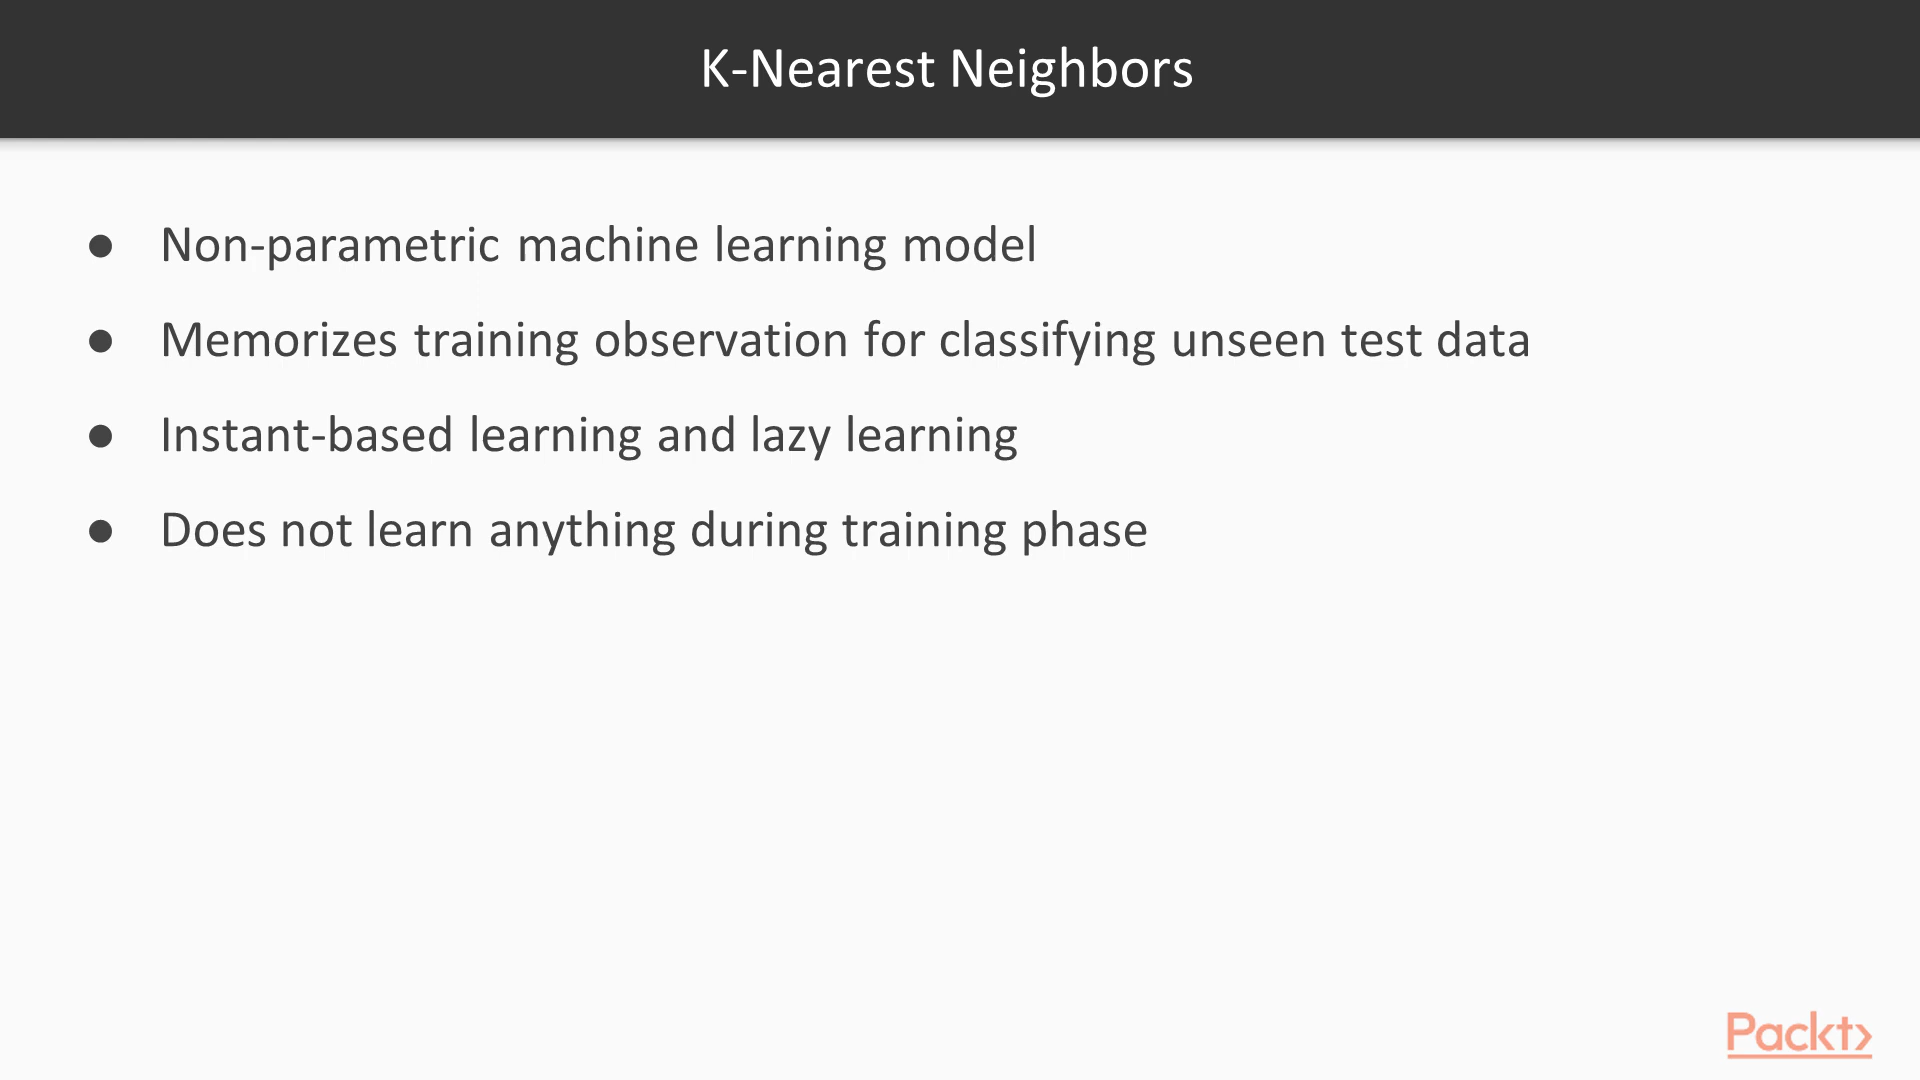 K-Nearest Neighbors
● Non-parametric machine learning model
● Memorizes training observation for classifying unseen test data
● Instant-based learning and lazy learning
● Does not learn anything during training phase
Packt>